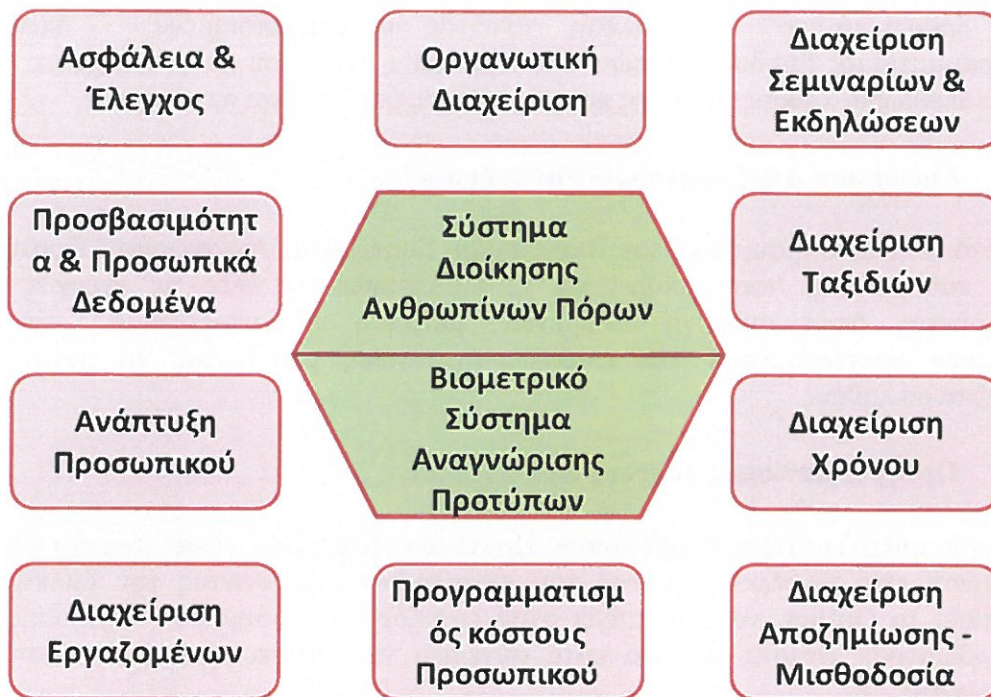 Ασφάλεια &
Έλεγχος
Οργανωτική
Διαχείριση
Διαχείριση
Σεμιναρίων &
Εκδηλώσεων
Προσβασιμότητ
α & Προσωπικά
Δεδομένα
Σύστημα
Διοίκησης
Ανθρωπίνων Πόρων
Διαχείριση
Ταξιδιών
Ανάπτυξη
Προσωπικού
Βιομετρικό
Σύστημα
Αναγνώρισης
Προτύπων
Διαχείριση
Χρόνου
Διαχείριση
Εργαζομένων
Προγραμματισμ
ός κόστους
Προσωπικού
Διαχείριση
Αποζημίωσης -
Μισθοδοσία